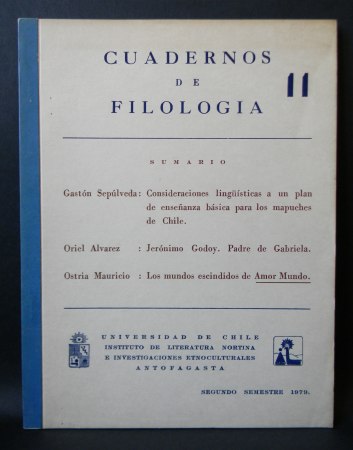 CUADERNOS
DE
FILOLOGIA
11
SUMARIO
Gastón Sepúlveda: Consideraciones lingüísticas a un plan
de enseñanza básica para los mapuches
de Chile.
Oriel Alvarez : Jerónimo Godoy. Padre de Gabriela.
Ostria Mauricio : Los mundos escindidos de Amor Mundo.
UNIVERSIDAD DE CHILE
INSTITUTO DE LITERATURA NORTINA
E INVESTIGACIONES ETNOCULTURALES
ANTOFAGASTA
SEGUNDO SEMESTRE 1979.